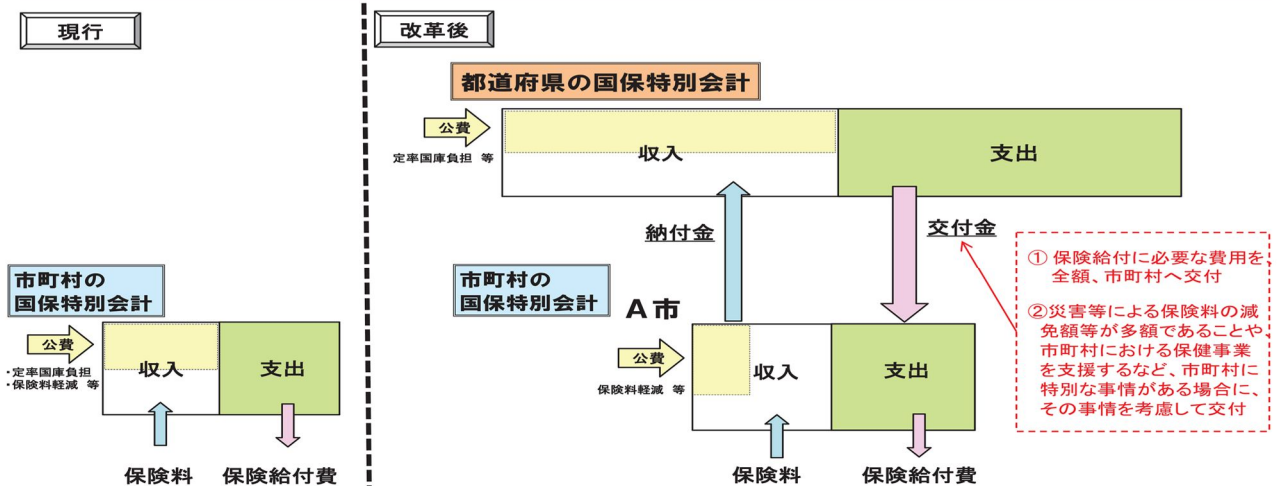 現行
市町村の
国保特別会計
公費
・定率国庫負担
・保険料軽減 等
収入
支出
保険料
保険給付費
改革後
都道府県の国保特別会計
公費
定率国庫負担 等
収入
支出
納付金
交付金
市町村の
国保特別会計
A市
公費
保険料軽減 等
収入
支出
保険料
保険給付費
① 保険給付に必要な費用を、
全額、市町村へ交付
②災害等による保険料の減
免額等が多額であることや、
市町村における保健事業
を支援するなど、市町村に
特別な事情がある場合に、
その事情を考慮して交付